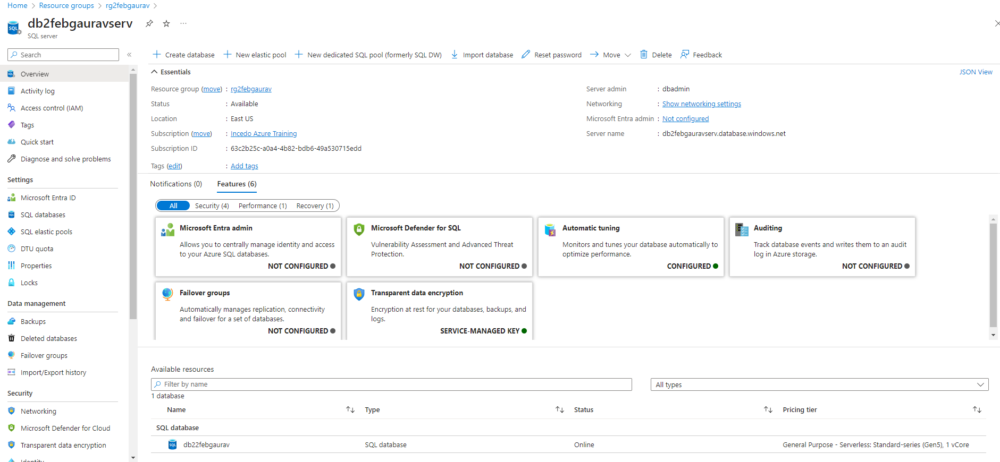 Home > Resource groups > rg2febgaurav >
db2febgauravserv
SQL server
Search
«
Create database
New elastic pool
New dedicated SQL pool (formerly SQL DW)
Import database
Reset password
Move
Delete
Feedback
Overview
Activity log
Access control (IAM)
Tags
Quick start
Diagnose and solve problems
Settings
Microsoft Entra ID
SQL databases
SQL elastic pools
DTU quota
Properties
Locks
Data management
Backups
Deleted databases
Failover groups
Import/Export history
Security
Networking
Microsoft Defender for Cloud
Transparent data encryption
Identity
Essentials
JSON View
Resource group (move) : rg2febgaurav
Status : Available
Location : East US
Subscription (move) : Incedo Azure Training
Subscription ID : 63c2b25c-a0a4-4b82-bdb6-49a530715edd
Tags (edit) : Add tags
Server admin : dbadmin
Networking : Show networking settings
Microsoft Entra admin : Not configured
Server name : db2febgauravserv.database.windows.net
Notifications (0)
Features (6)
All
Security (4)
Performance (1)
Recovery (1)
Microsoft Entra admin
Allows you to centrally manage identity and access
to your Azure SQL databases.
NOT CONFIGURED
Microsoft Defender for SQL
Vulnerability Assessment and Advanced Threat
Protection.
NOT CONFIGURED
Automatic tuning
Monitors and tunes your database automatically to
optimize performance.
CONFIGURED
Auditing
Track database events and writes them to an audit
log in Azure storage.
NOT CONFIGURED
Failover groups
Automatically manages replication, connectivity
and failover for a set of databases.
NOT CONFIGURED
Transparent data encryption
Encryption at rest for your databases, backups, and
logs.
SERVICE-MANAGED KEY
Available resources
Filter by name
All types
1 database
Name
Type
Status
Pricing tier
SQL database
db22febgaurav
SQL database
Online
General Purpose - Serverless: Standard-series (Gen5), 1 vCore